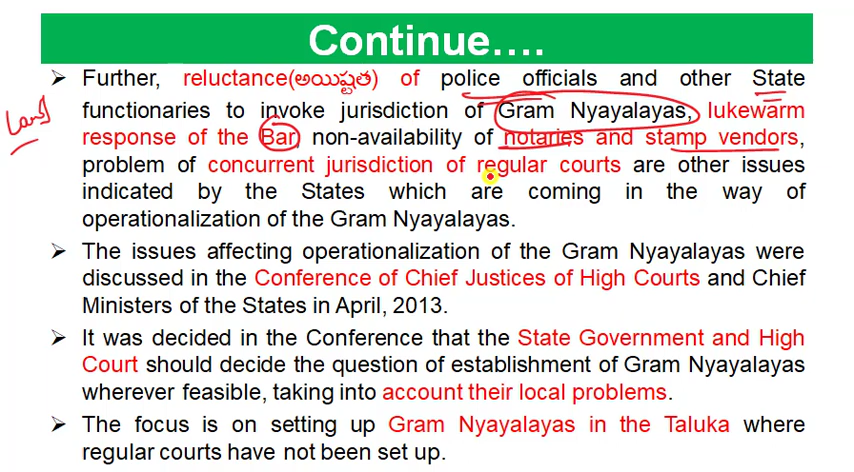 Continue....
➢ Further, reluctance(అయిష్టత) of police officials and other State
functionaries to invoke jurisdiction of Gram Nyayalayas, lukewarm
response of the Bar, non-availability of notaries and stamp vendors,
problem of concurrent jurisdiction of regular courts are other issues
indicated by the States which are coming in the way of
operationalization of the Gram Nyayalayas.
➢ The issues affecting operationalization of the Gram Nyayalayas were
discussed in the Conference of Chief Justices of High Courts and Chief
Ministers of the States in April, 2013.
➢ It was decided in the Conference that the State Government and High
Court should decide the question of establishment of Gram Nyayalayas
wherever feasible, taking into account their local problems.
➢ The focus is on setting up Gram Nyayalayas in the Taluka where
regular courts have not been set up.